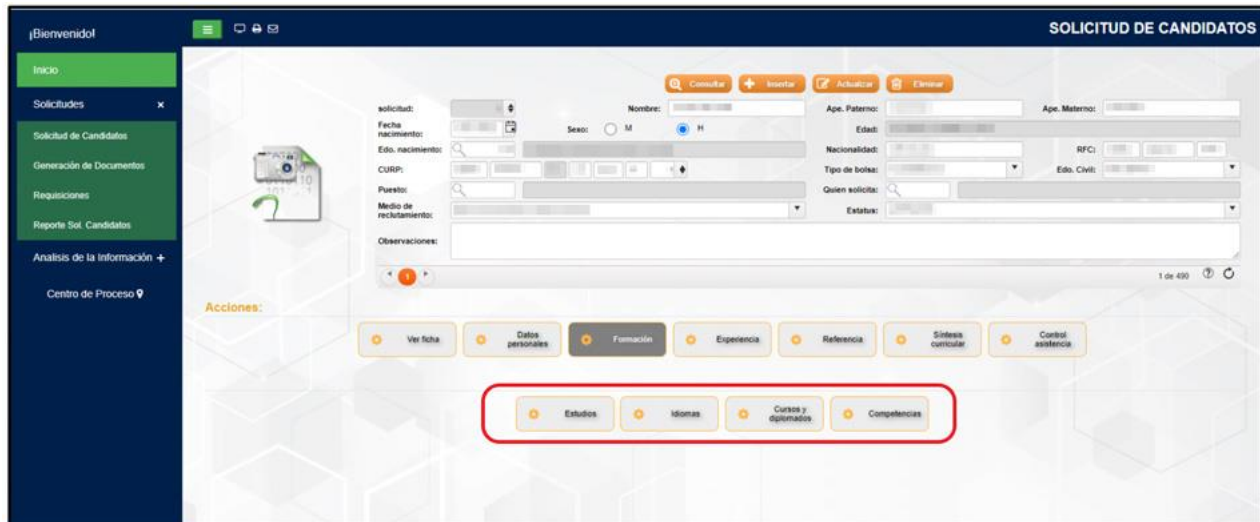 ¡Bienvenido!
SOLICITUD DE CANDIDATOS
Inicio
Solicitudes ×
Solicitud de Candidatos
Generación de Documentos
Requisiciones
Reporte Sol. Candidatos
Analisis de la Información +
Centro de Proceso
Consultar Insertar Actualizar Eliminar
solicitud: Nombre: Ape. Paterno: Ape. Materno:
Fecha nacimiento: Sexo: M H Edad:
Edo. nacimiento: Nacionalidad: RFC:
CURP: Tipo de bolsa: Edo. Civil:
Puesto: Quien solicita:
Medio de reclutamiento: Estatus:
Observaciones:
1 1 de 490
Acciones:
Ver ficha Datos personales Formación Experiencia Referencia Síntesis curricular Control asistencia
Estudios Idiomas Cursos y diplomados Competencias